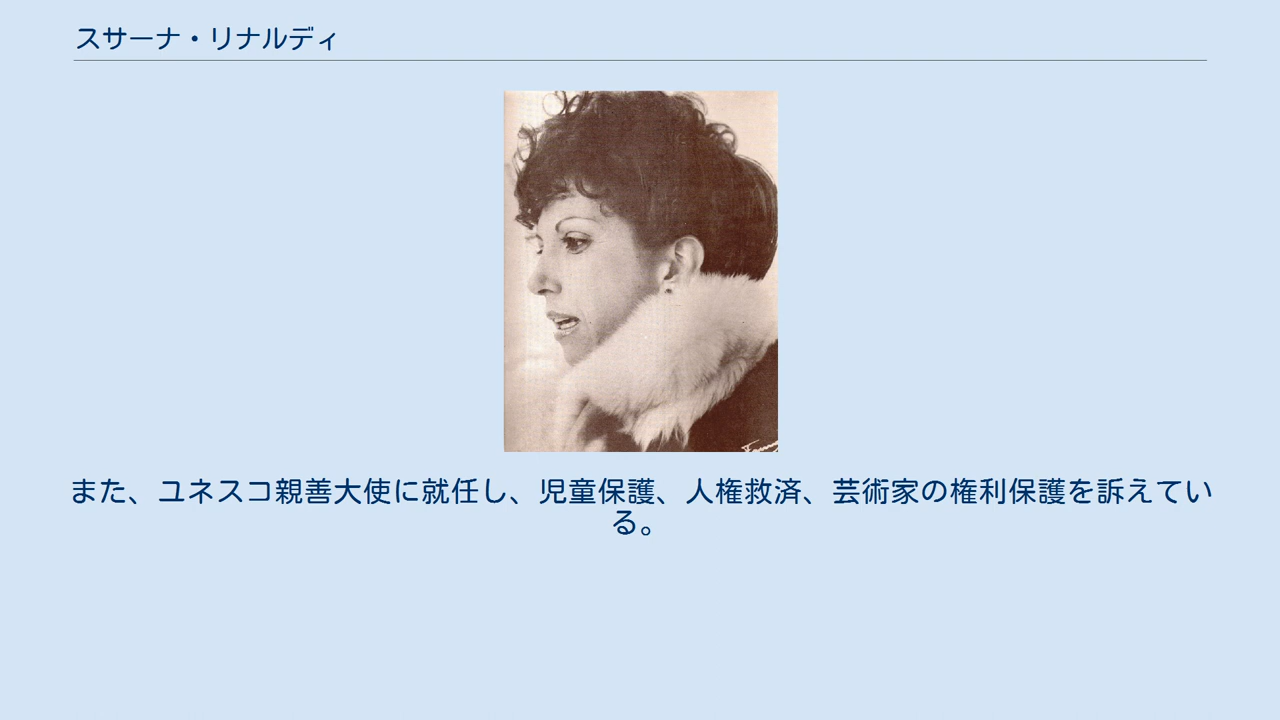 スサーナ・リナルディ
また、ユネスコ親善大使に就任し、児童保護、人権救済、芸術家の権利保護を訴えてい
る。